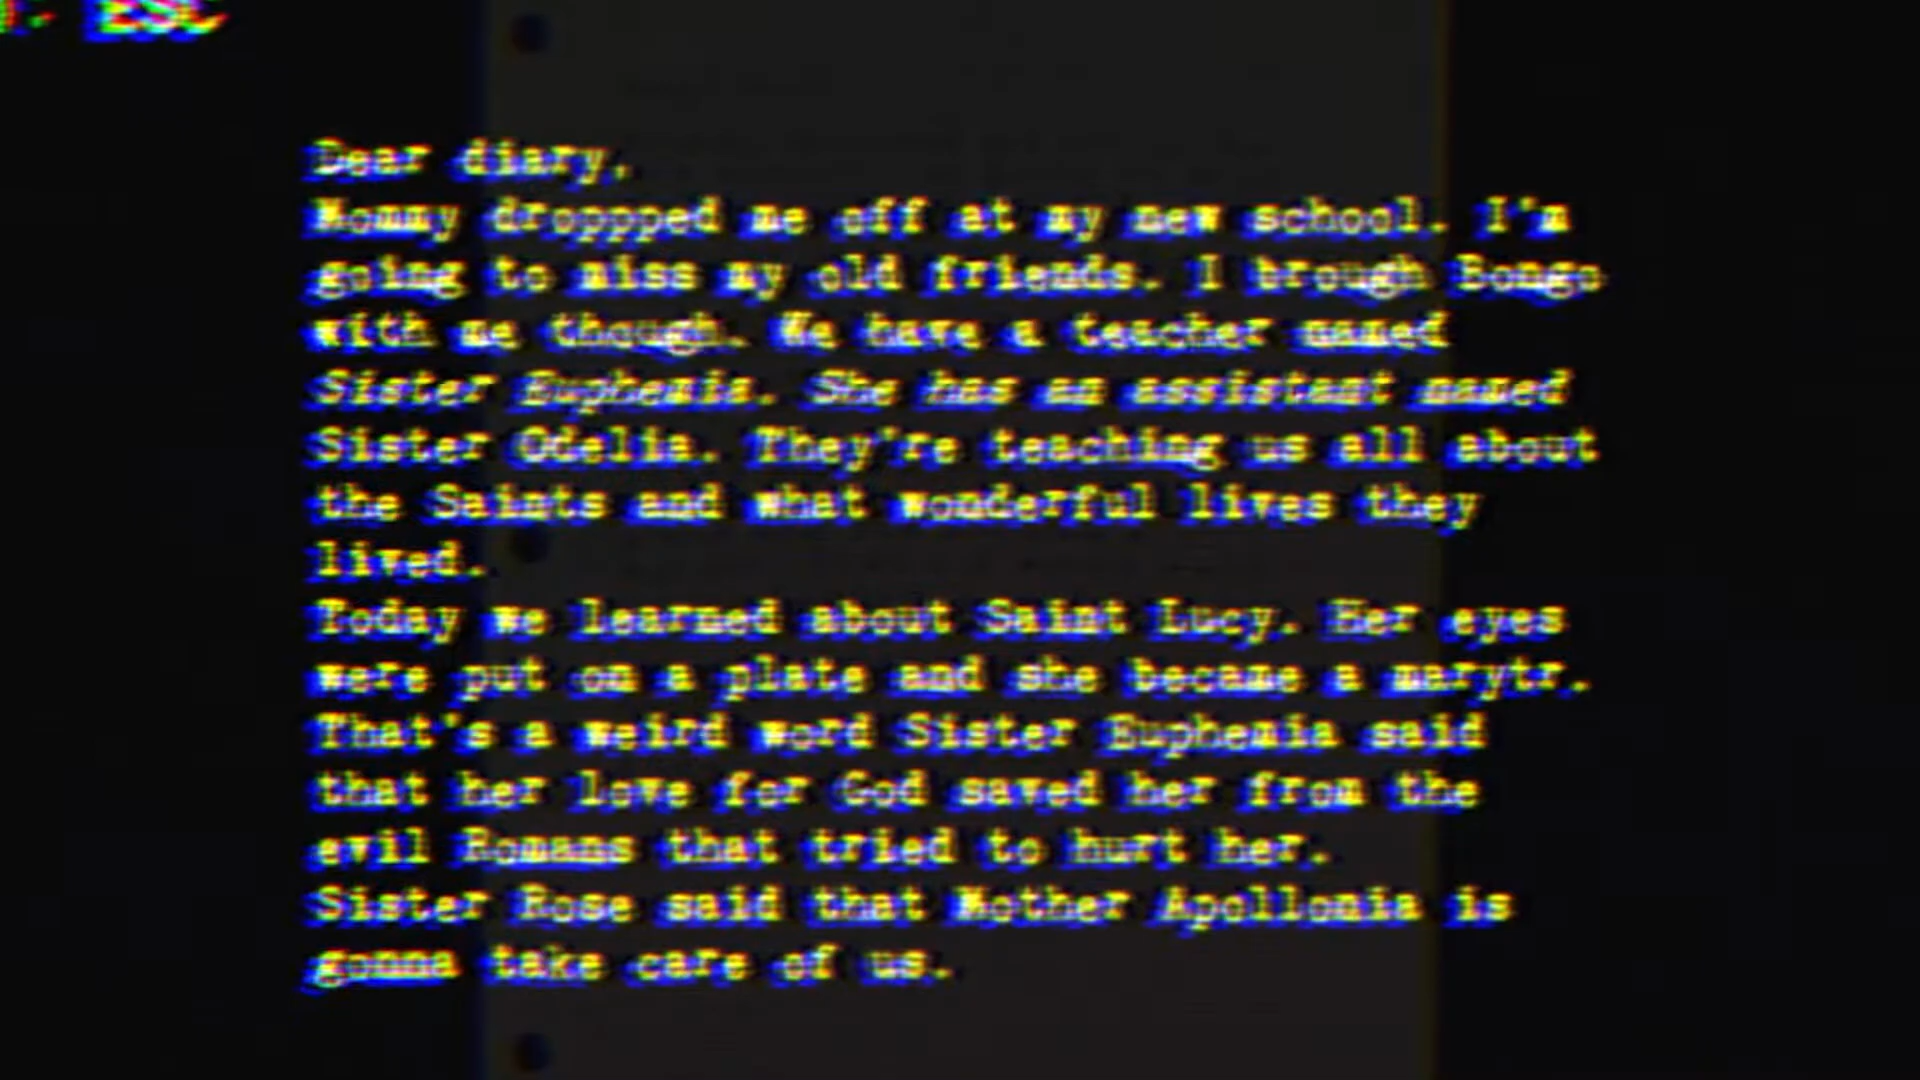 ESC
Dear diary,
Mommy droppped me off at my new school. I'm
going to miss my old friends. I brough Bongo
with me though. We have a teacher named
Sister Euphemia. She has an assistant named
Sister Odelia. They're teaching us all about
the Saints and what wonderful lives they
lived.
Today we learned about Saint Lucy. Her eyes
were put on a plate and she became a marytr.
That's a weird word Sister Euphemia said
that her love for God saved her from the
evil Romans that tried to hurt her.
Sister Rose said that Mother Apollonia is
gonna take care of us.